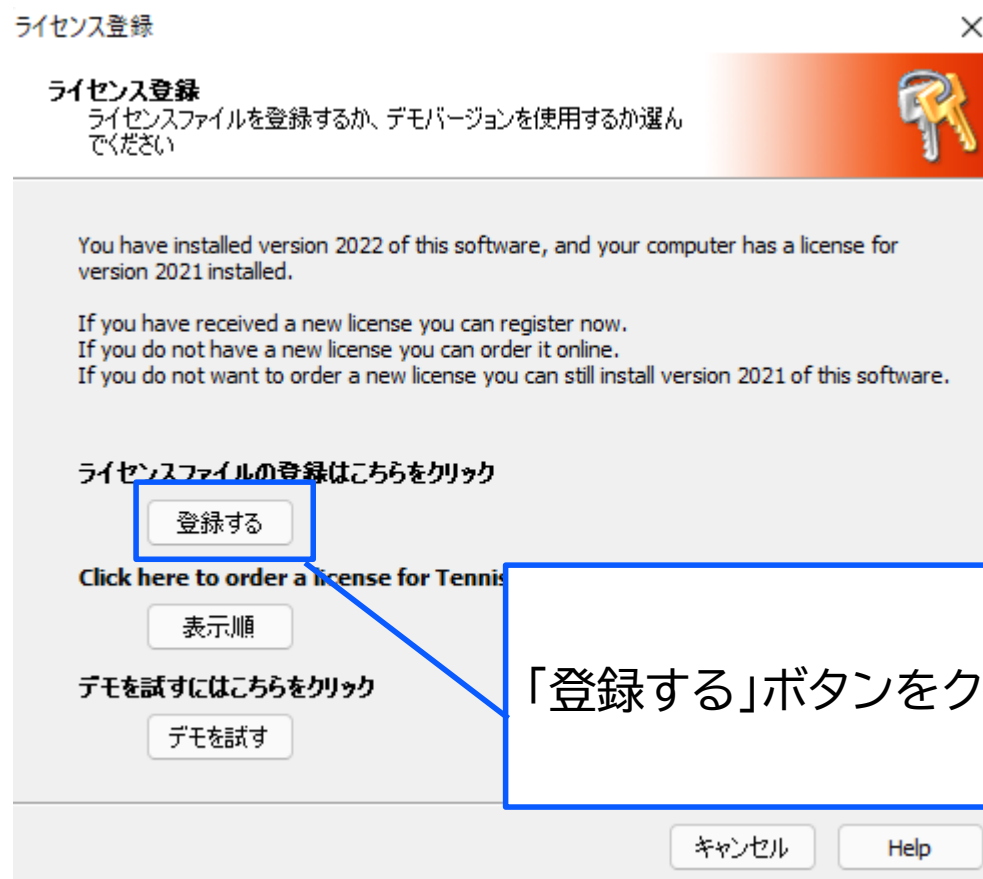 ライセンス登録
ライセンス登録
ライセンスファイルを登録するか、デモバージョンを使用するか選ん
でください
You have installed version 2022 of this software, and your computer has a license for
version 2021 installed.
If you have received a new license you can register now.
If you do not have a new license you can order it online.
If you do not want to order a new license you can still install version 2021 of this software.
ライセンスファイルの登録はこちらをクリック
登録する
Click here to order a license for Tennis
表示順
「登録する」ボタンをク
デモを試すにはこちらをクリック
デモを試す
キャンセル
Help